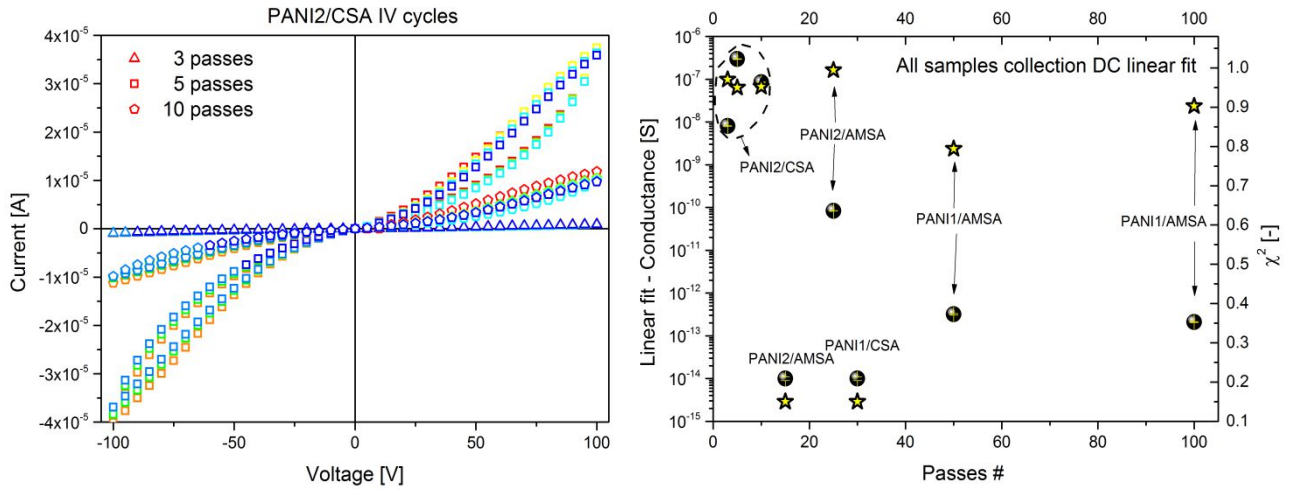 PANI2/CSA IV cycles
4x10⁻⁵
3x10⁻⁵
2x10⁻⁵
1x10⁻⁵
0
-1x10⁻⁵
-2x10⁻⁵
-3x10⁻⁵
-4x10⁻⁵
Current [A]
3 passes
5 passes
10 passes
-100 -50 0 50 100
Voltage [V]
0 20 40 60 80 100
10⁻⁶
10⁻⁷
10⁻⁸
10⁻⁹
10⁻¹⁰
10⁻¹¹
10⁻¹²
10⁻¹³
10⁻¹⁴
10⁻¹⁵
Linear fit - Conductance [S]
All samples collection DC linear fit
PANI2/AMSA
PANI2/CSA
PANI1/AMSA
PANI1/AMSA
PANI2/AMSA
PANI1/CSA
1.0
0.9
0.8
0.7
0.6
0.5
0.4
0.3
0.2
0.1
χ² [-]
0 10 20 30 40 50 60 70 80 90 100
Passes #